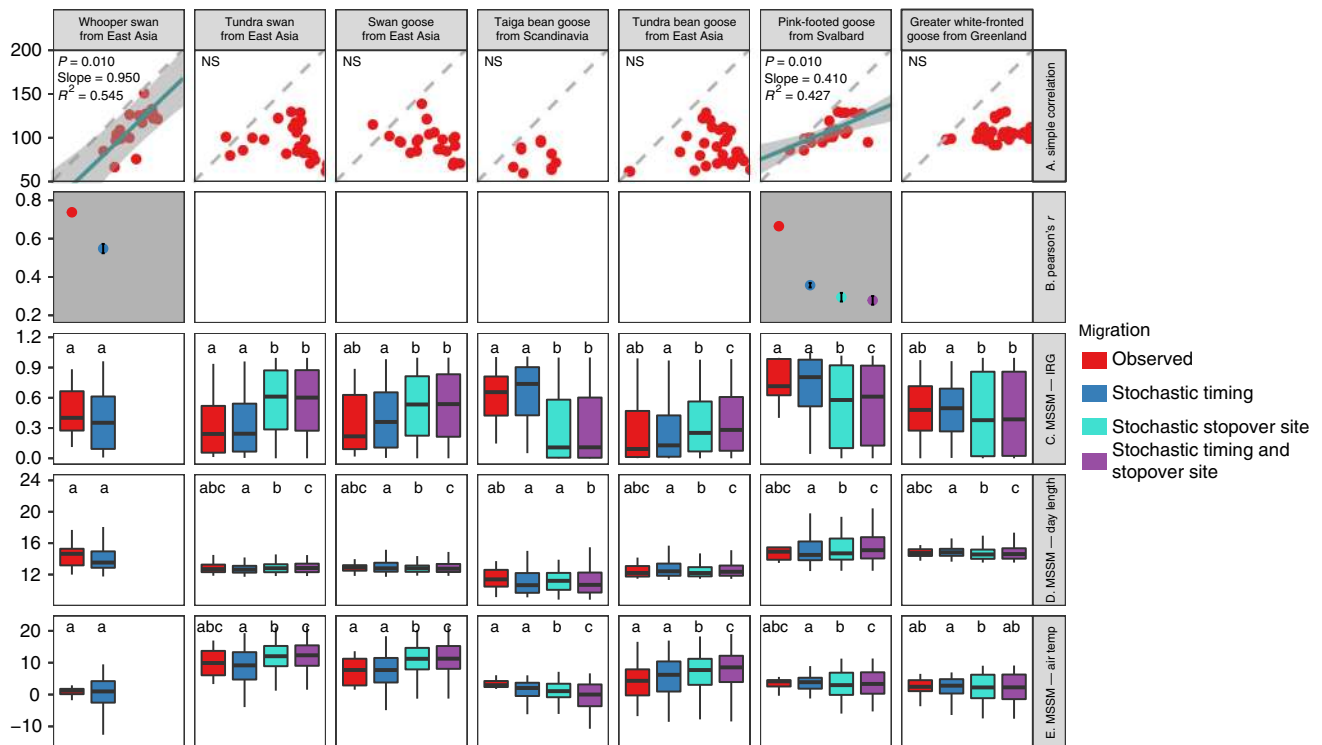 Whooper swan
from East Asia
Tundra swan
from East Asia
Swan goose
from East Asia
Taiga bean goose
from Scandinavia
Tundra bean goose
from East Asia
Pink-footed goose
from Svalbard
Greater white-fronted
goose from Greenland
200
150
100
50
P = 0.010
Slope = 0.950
R² = 0.545
NS
NS
NS
NS
P = 0.010
Slope = 0.410
R² = 0.427
NS
A. simple correlation
0.8
0.6
0.4
0.2
B. pearson's r
1.2
0.9
0.6
0.3
0.0
a a
a a b b
ab a b b
a a b b
ab a b c
a a b c
ab a b b
C. MSSM — IRG
24
20
16
12
a a
abc a b c
abc a b c
ab a a b
abc a b c
abc a b c
abc a b c
D. MSSM — day length
20
10
0
−10
a a
abc a b c
a a b c
a a b c
a a b c
abc a b c
ab a b ab
E. MSSM — air temp
Migration
Observed
Stochastic timing
Stochastic stopover site
Stochastic timing and
stopover site